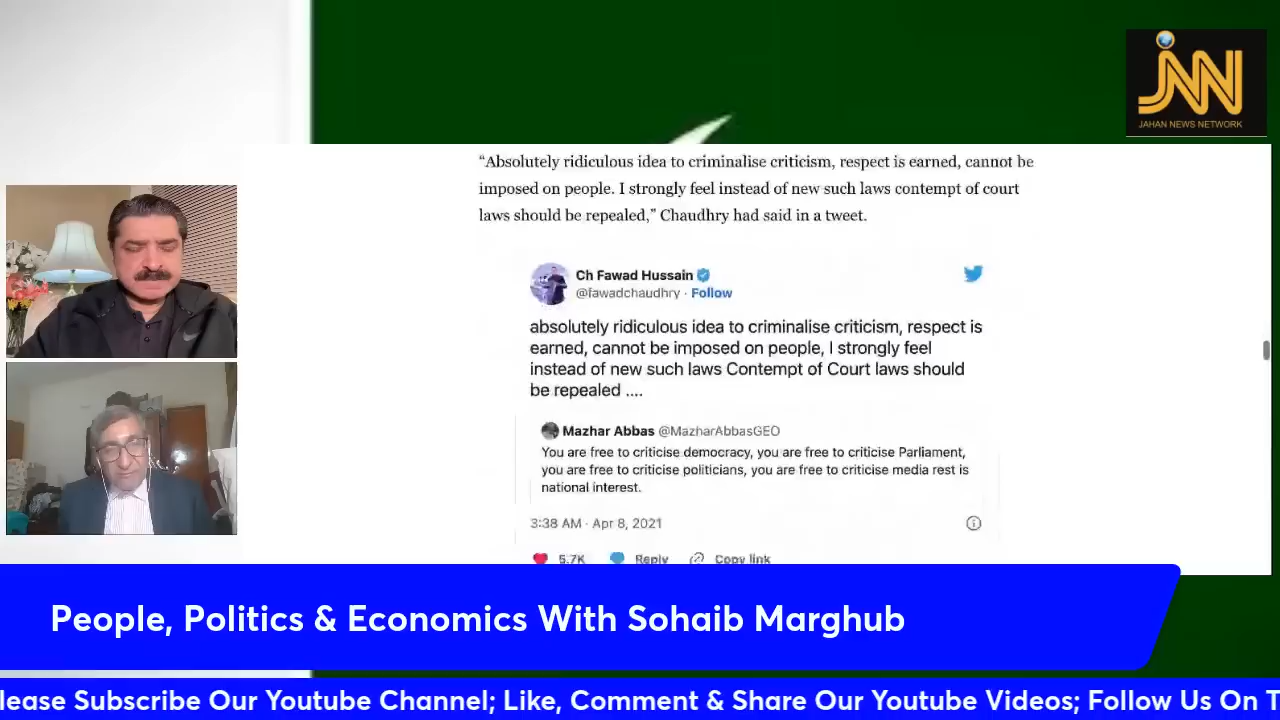 JNN
JAHAN NEWS NETWORK
“Absolutely ridiculous idea to criminalise criticism, respect is earned, cannot be
imposed on people. I strongly feel instead of new such laws contempt of court
laws should be repealed,” Chaudhry had said in a tweet.
Ch Fawad Hussain
@fawadchaudhry · Follow
absolutely ridiculous idea to criminalise criticism, respect is
earned, cannot be imposed on people, I strongly feel
instead of new such laws Contempt of Court laws should
be repealed ....
Mazhar Abbas @MazharAbbasGEO
You are free to criticise democracy, you are free to criticise Parliament,
you are free to criticise politicians, you are free to criticise media rest is
national interest.
3:38 AM · Apr 8, 2021
5.7K Reply Copy link
People, Politics & Economics With Sohaib Marghub
lease Subscribe Our Youtube Channel; Like, Comment & Share Our Youtube Videos; Follow Us On T